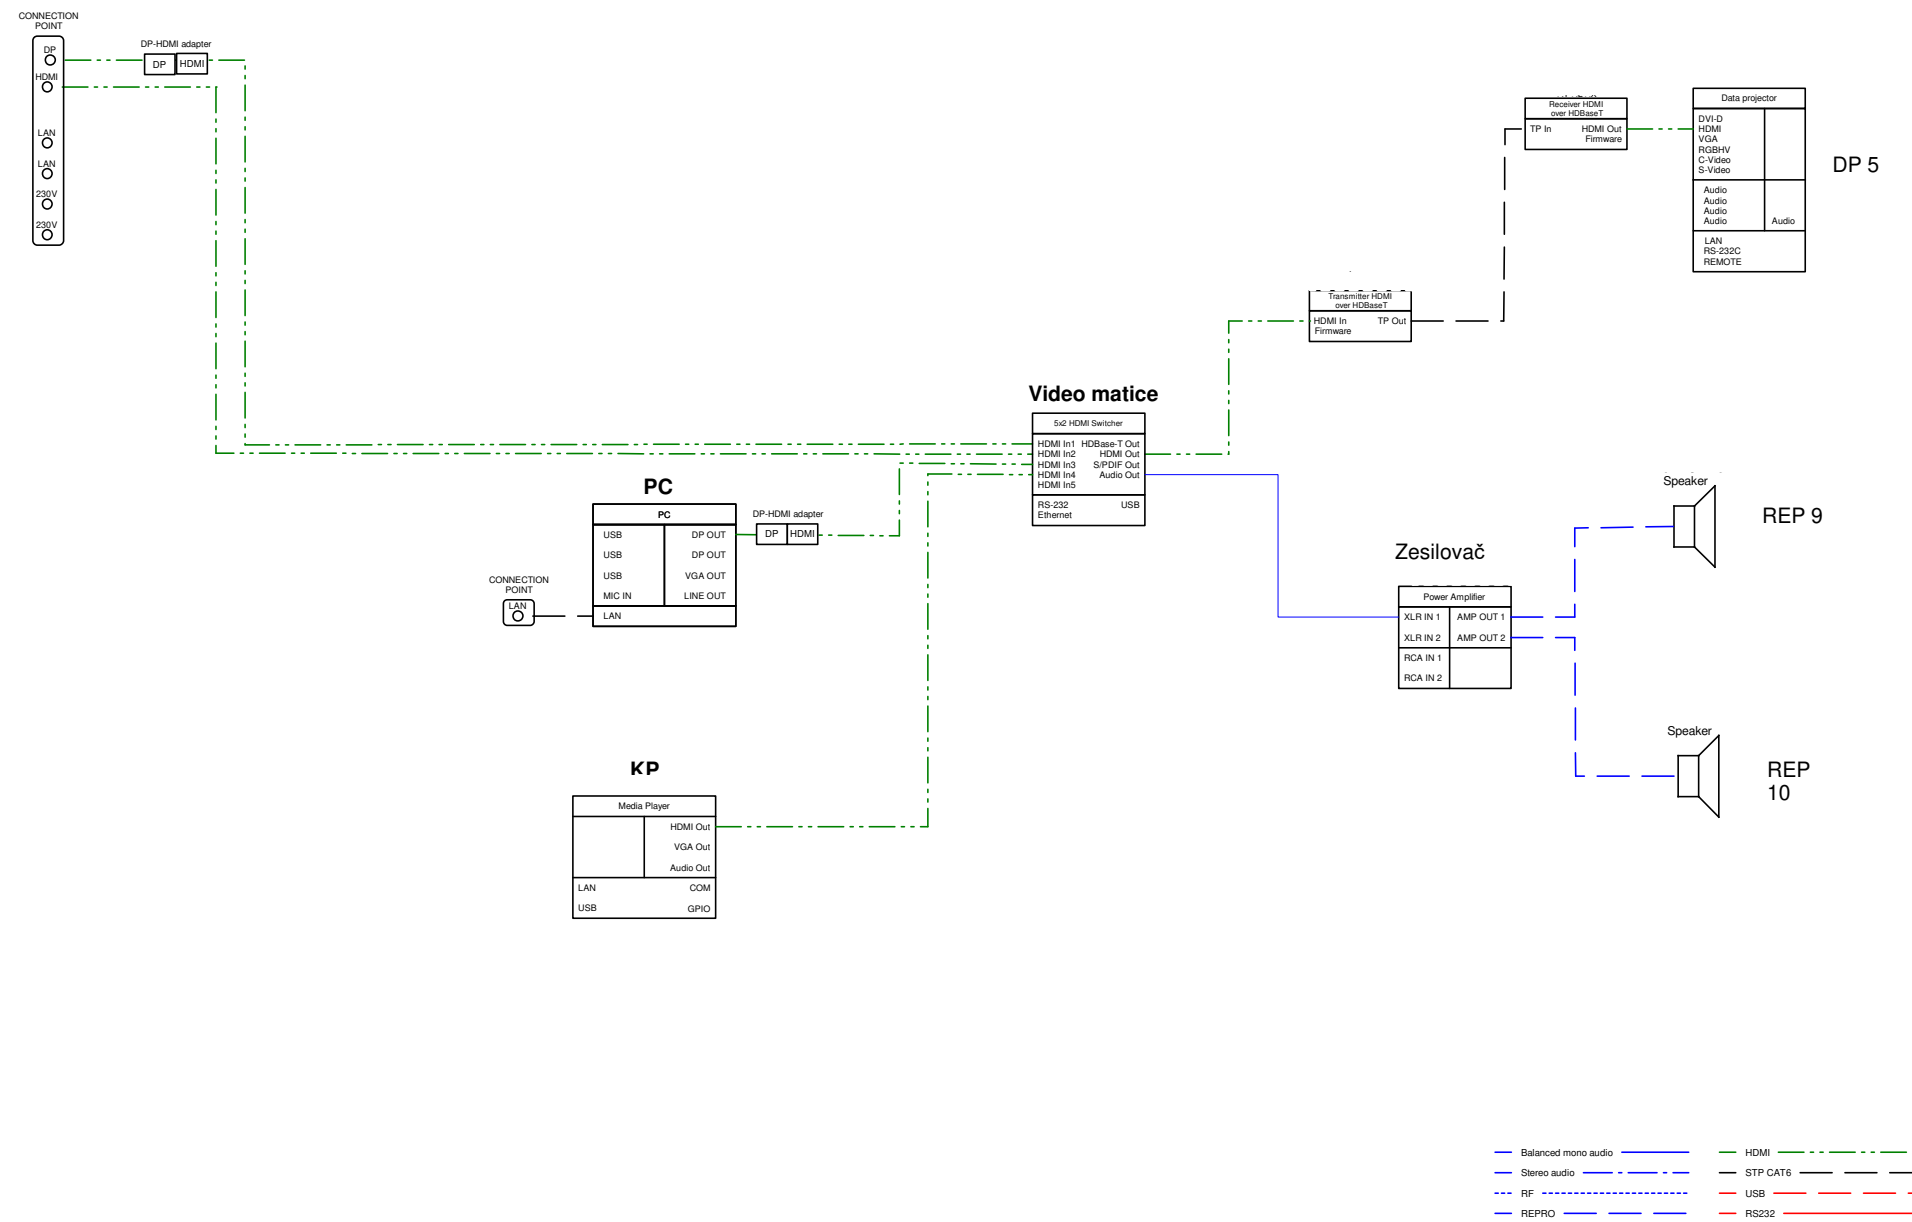 CONNECTION
POINT
DP
HDMI
LAN
LAN
230V
230V
DP-HDMI adapter
DP HDMI
Receiver HDMI
over HDBaseT
TP In HDMI Out
Firmware
Data projector
DVI-D
HDMI
VGA
RGBHV
C-Video
S-Video
Audio
Audio
Audio
Audio Audio
LAN
RS-232C
REMOTE
DP 5
Transmitter HDMI
over HDBaseT
HDMI In TP Out
Firmware
Video matice
5x2 HDMI Switcher
HDMI In1 HDBase-T Out
HDMI In2 HDMI Out
HDMI In3 S/PDIF Out
HDMI In4 Audio Out
HDMI In5
RS-232 USB
Ethernet
PC
PC
USB DP OUT
USB DP OUT
USB VGA OUT
MIC IN LINE OUT
LAN
DP-HDMI adapter
DP HDMI
CONNECTION
POINT
LAN
Speaker
REP 9
Zesilovač
Power Amplifier
XLR IN 1 AMP OUT 1
XLR IN 2 AMP OUT 2
RCA IN 1
RCA IN 2
Speaker
REP
10
KP
Media Player
HDMI Out
VGA Out
Audio Out
LAN COM
USB GPIO
Balanced mono audio HDMI
Stereo audio STP CAT6
RF USB
REPRO RS232